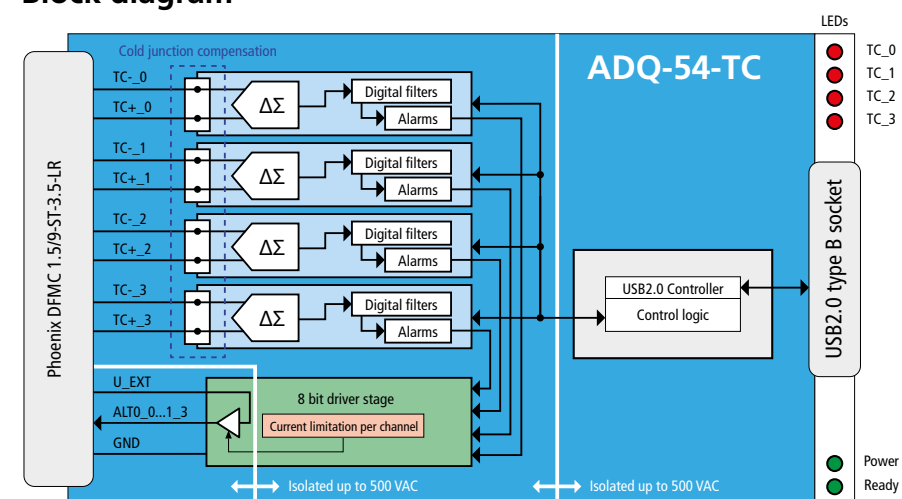 Block diagram
LEDs
Cold junction compensation
ADQ-54-TC
TC_0
TC_1
TC_2
TC_3
Phoenix DFMC 1.5/9-ST-3.5-LR
TC-_0
TC+_0
ΔΣ
Digital filters
Alarms
TC-_1
TC+_1
ΔΣ
Digital filters
Alarms
TC-_2
TC+_2
ΔΣ
Digital filters
Alarms
TC-_3
TC+_3
ΔΣ
Digital filters
Alarms
USB2.0 Controller
Control logic
USB2.0 type B socket
U_EXT
ALT0_0...1_3
GND
8 bit driver stage
Current limitation per channel
Isolated up to 500 VAC
Isolated up to 500 VAC
Power
Ready